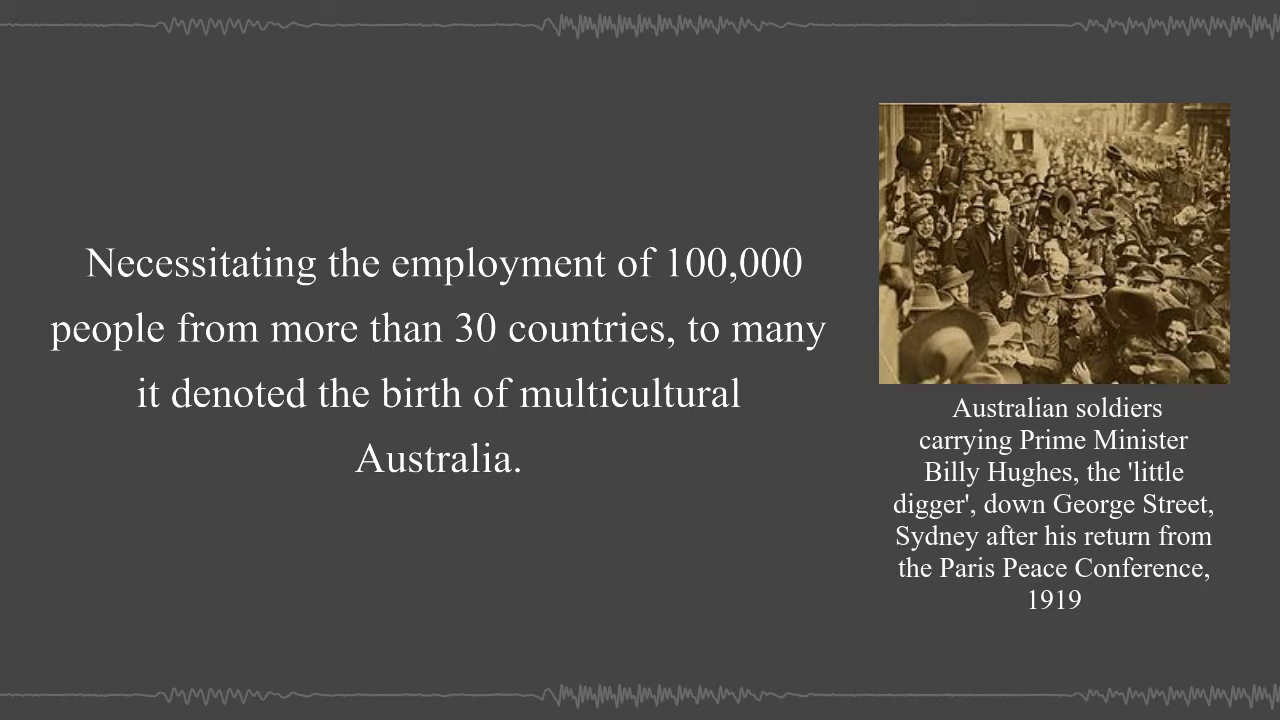 Necessitating the employment of 100,000
people from more than 30 countries, to many
it denoted the birth of multicultural
Australia.
Australian soldiers
carrying Prime Minister
Billy Hughes, the 'little
digger', down George Street,
Sydney after his return from
the Paris Peace Conference,
1919